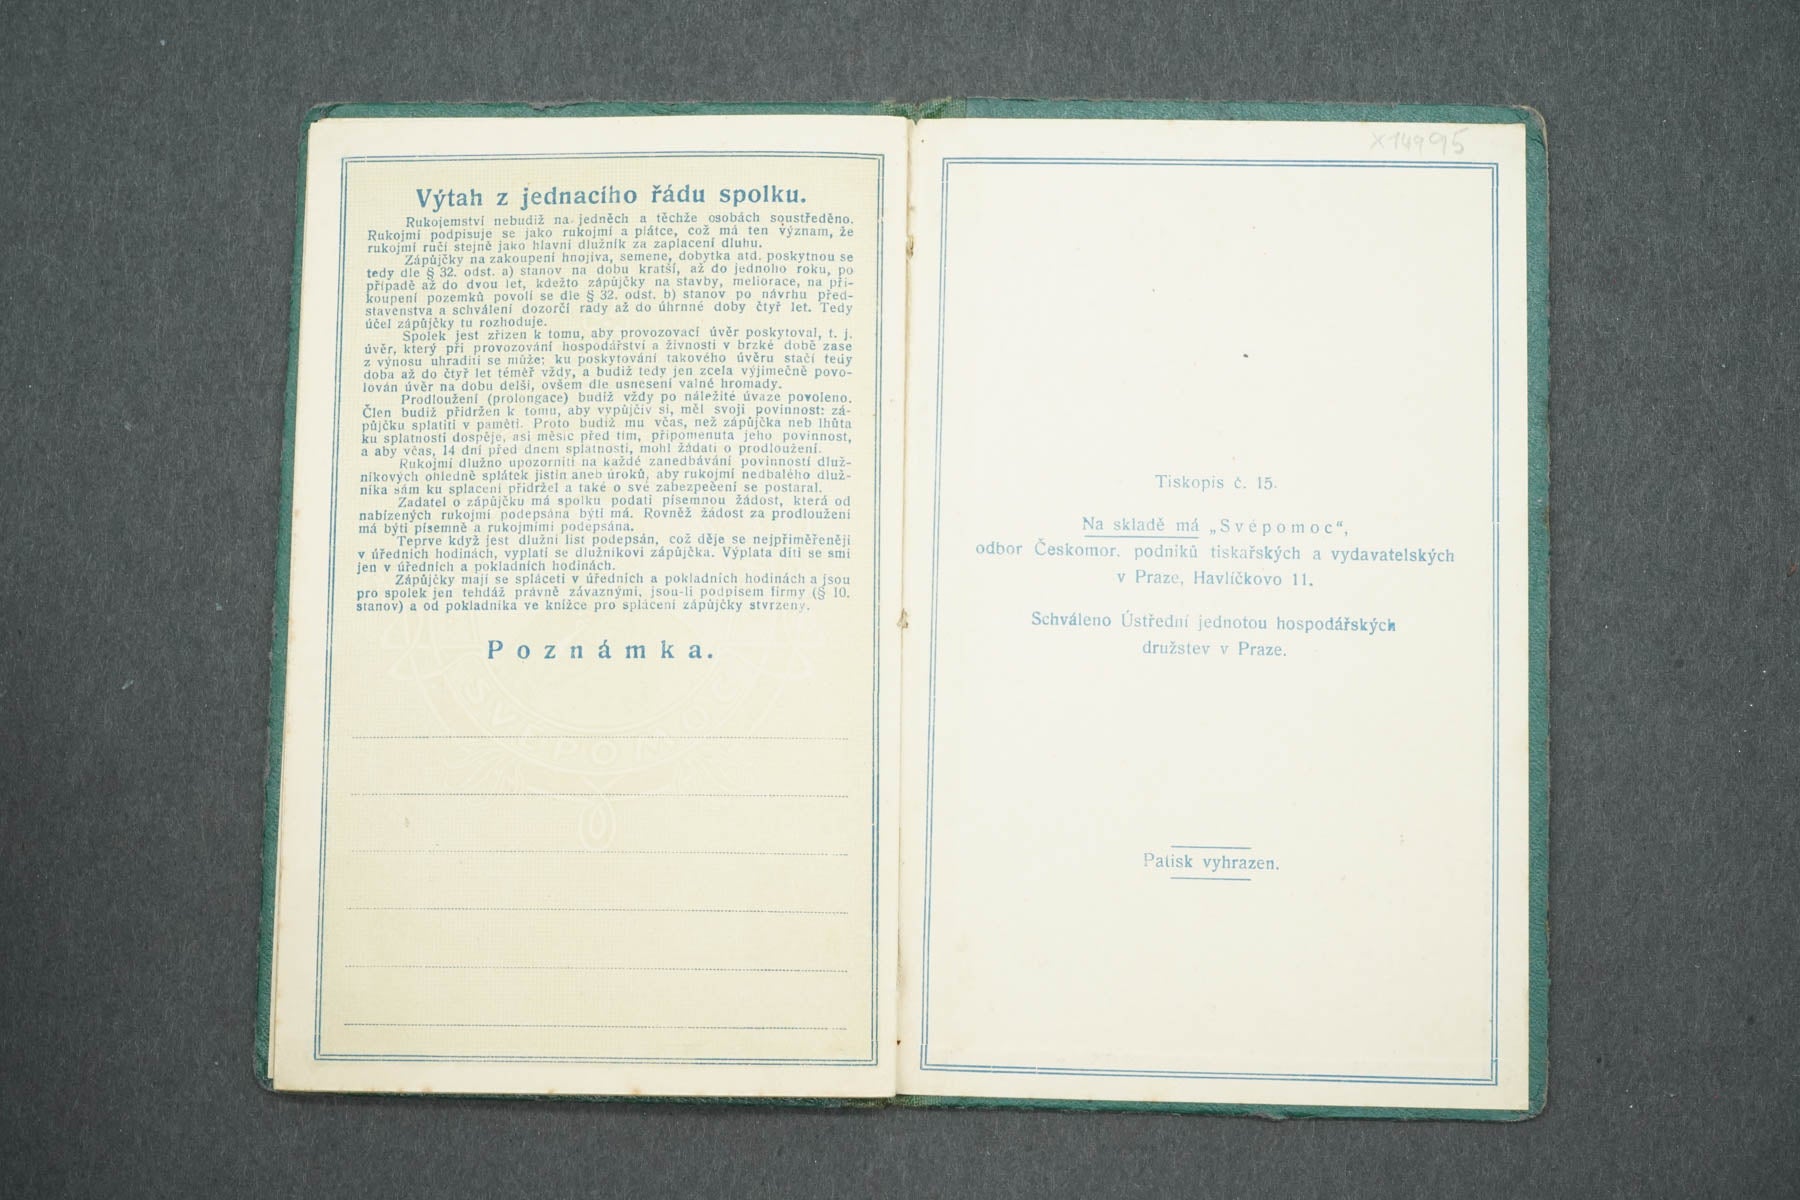 Výtah z jednacího řádu spolku.
Rukojemství nebudiž na jedněch a těchže osobách soustředěno.
Rukojmí podpisuje se jako rukojmí a plátce, což má ten význam, že
rukojmí ručí stejně jako hlavní dlužník za zaplacení dluhu.
Zápůjčky na zakoupení hnojiva, semene, dobytka atd. poskytnou se
tedy dle § 32. odst. a) stanov na dobu kratší, až do jednoho roku, po
případě až do dvou let, kdežto zápůjčky na stavby, meliorace, na při-
koupení pozemků povolí se dle § 32. odst. b) stanov po návrhu před-
stavenstva a schválení dozorčí rady až do úhrnné doby čtyř let. Tedy
účel zápůjčky tu rozhoduje.
Spolek jest zřízen k tomu, aby provozovací úvěr poskytoval, t. j.
úvěr, který při provozování hospodářství a živnosti v brzké době zase
z výnosu uhraditi se může; ku poskytování takového úvěru stačí tedy
doba až do čtyř let téměř vždy, a budiž tedy jen zcela výjimečně povo-
lován úvěr na dobu delší, ovšem dle usnesení valné hromady.
Prodloužení (prolongace) budiž vždy po náležité úvaze povoleno.
Člen budiž přidržen k tomu, aby vypůjčiv si, měl svoji povinnost: zá-
půjčku splatiti v paměti. Proto budiž mu včas, než zápůjčka neb lhůta
ku splatnosti dospěje, asi měsíc před tím, připomenuta jeho povinnost,
a aby včas, 14 dní před dnem splatnosti, mohl žádati o prodloužení.
Rukojmí dlužno upozorniti na každé zanedbávání povinností dluž-
níkových ohledně splátek jistin aneb úroků, aby rukojmí nedbalého dluž-
níka sám ku splacení přidržel a také o své zabezpečení se postaral.
Žadatel o zápůjčku má spolku podati písemnou žádost, která od
nabízených rukojmí podepsána býti má. Rovněž žádost za prodloužení
má býti písemně a rukojmími podepsána.
Teprve když jest dlužní list podepsán, což děje se nejpřiměřeněji
v úředních hodinách, vyplatí se dlužníkovi zápůjčka. Výplata díti se smí
jen v úředních a pokladních hodinách.
Zápůjčky mají se spláceti v úředních a pokladních hodinách a jsou
pro spolek jen tehdáž právně závaznými, jsou-li podpisem firmy (§ 10.
stanov) a od pokladníka ve knížce pro splácení zápůjčky stvrzeny.
Poznámka.
SVÉPOMOC
X14995
Tiskopis č. 15.
Na skladě má „Svépomoc“,
odbor Českomor. podniků tiskařských a vydavatelských
v Praze, Havlíčkovo 11.
Schváleno Ústřední jednotou hospodářských
družstev v Praze.
Patisk vyhrazen.